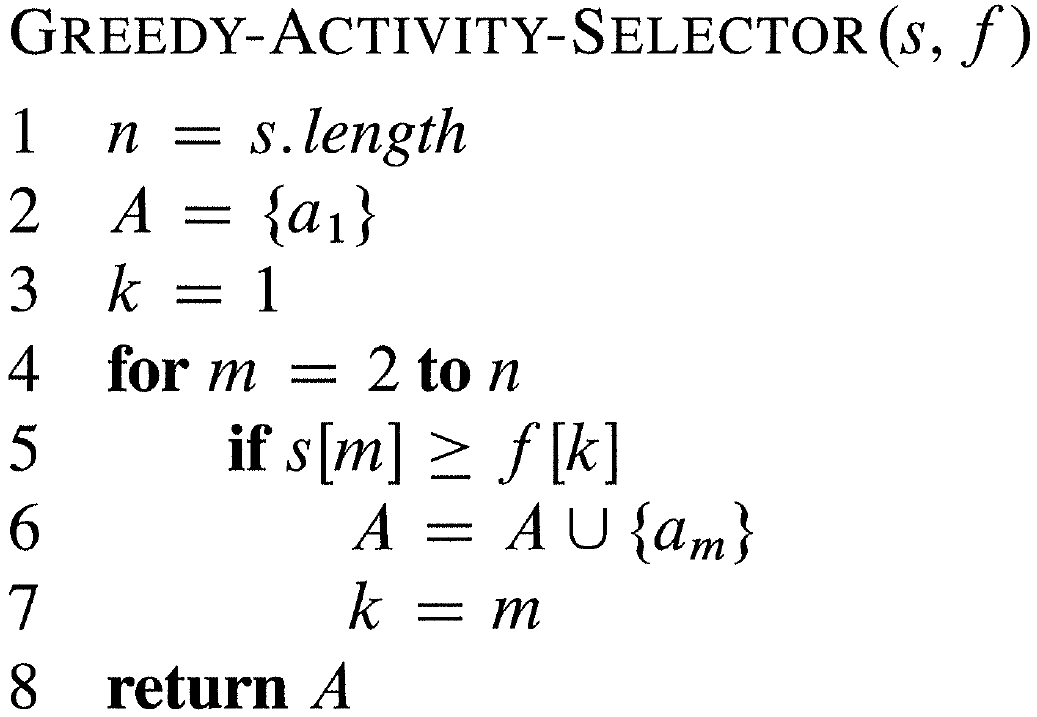 GREEDY-ACTIVITY-SELECTOR(s, f)
1 n = s.length
2 A = {a₁}
3 k = 1
4 for m = 2 to n
5 if s[m] ≥ f[k]
6 A = A ∪ {aₘ}
7 k = m
8 return A